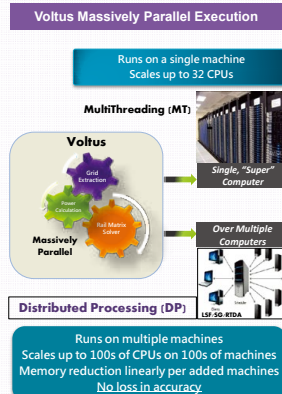 Voltus Massively Parallel Execution
Runs on a single machine
Scales up to 32 CPUs
MultiThreading (MT)
Voltus
Grid
Extraction
Power
Calculation
Rail Matrix
Solver
Massively
Parallel
Single, "Super"
Computer
Over Multiple
Computers
LSF/SG/RTDA
Distributed Processing (DP)
Runs on multiple machines
Scales up to 100s of CPUs on 100s of machines
Memory reduction linearly per added machines
No loss in accuracy